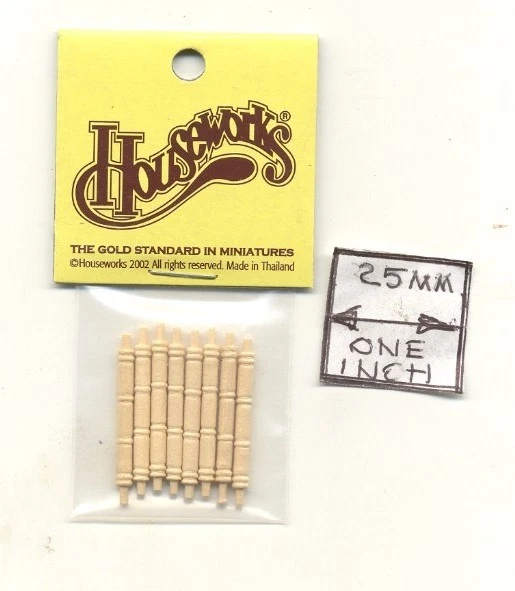 Houseworks®
THE GOLD STANDARD IN MINIATURES
©Houseworks 2002 All rights reserved. Made in Thailand
25MM
ONE
INCH